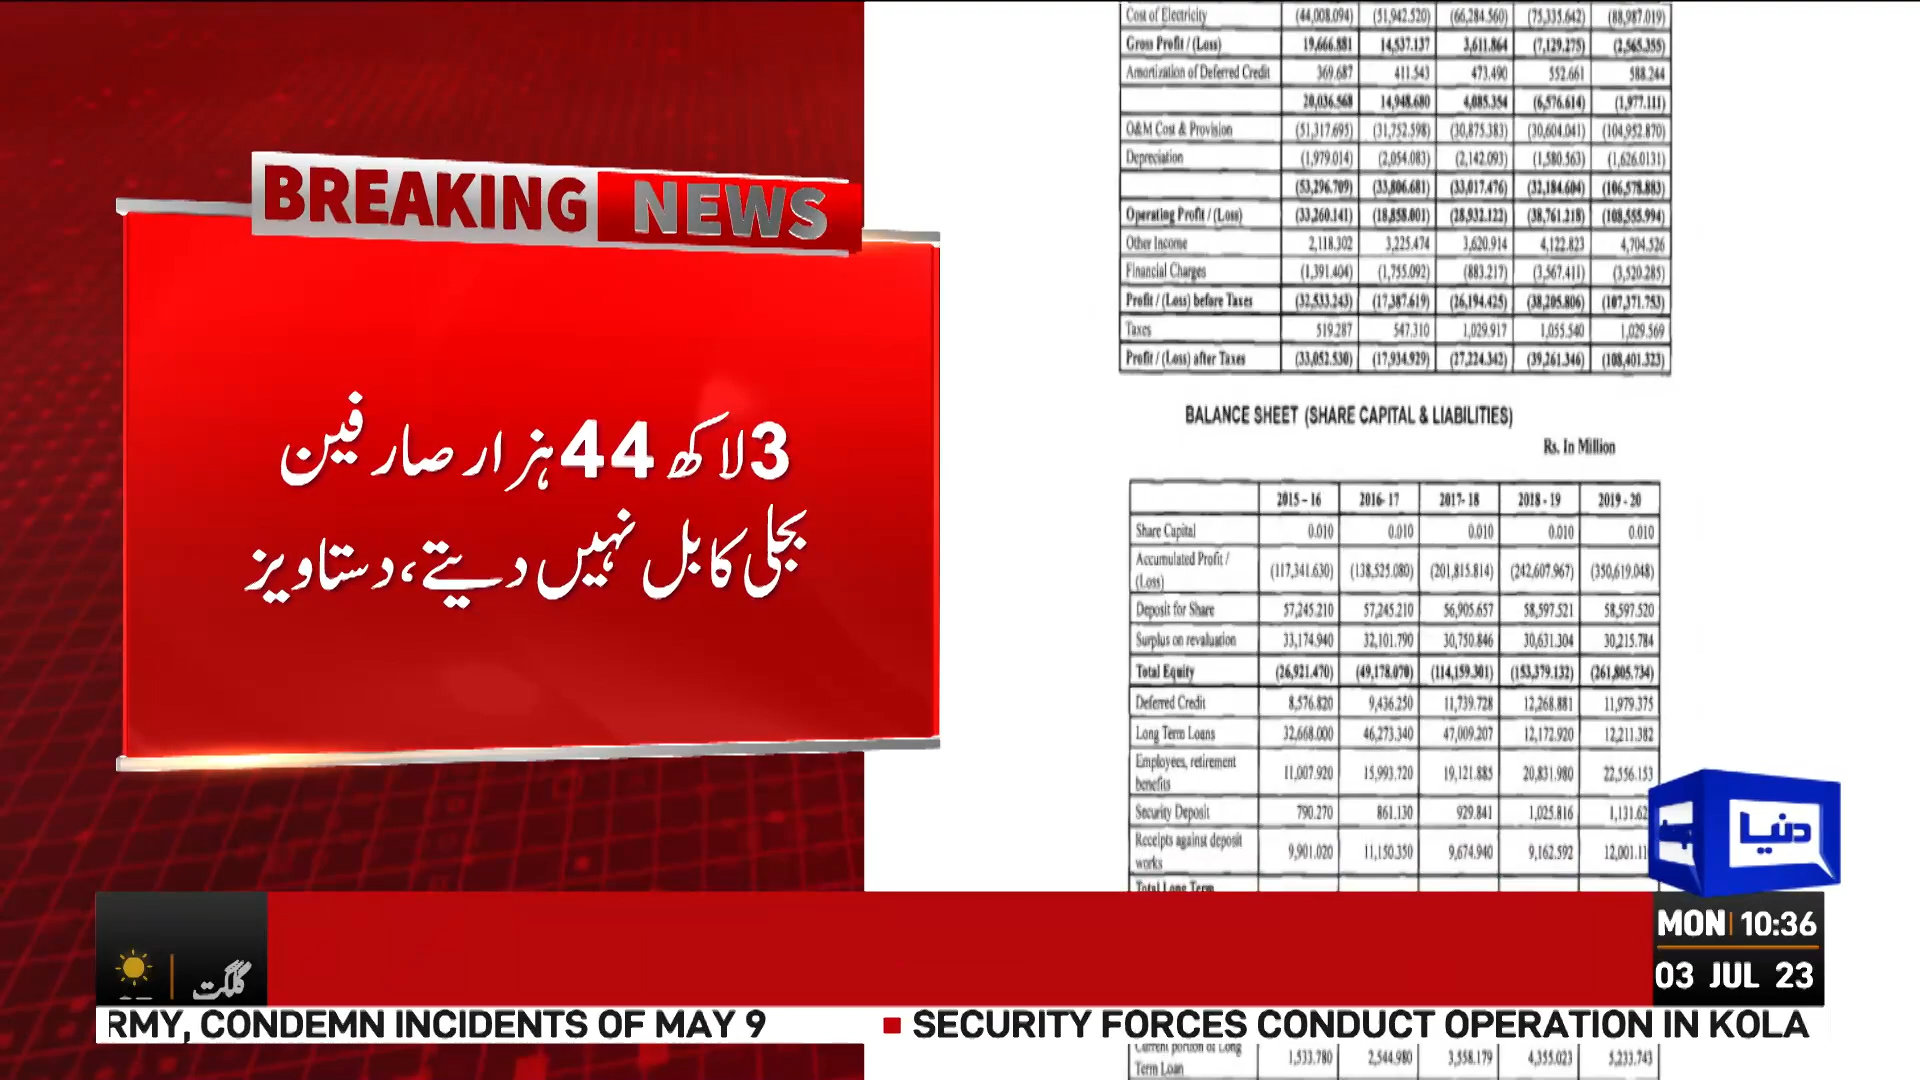 BREAKING NEWS
3 لاکھ 44 ہزار صارفین
بجلی کا بل نہیں دیتے، دستاویز
Cost of Electricity (44,008.094) (51,942.520) (66,284.560) (75,335.642) (88,987.019)
Gross Profit / (Loss) 19,666.881 14,537.137 3,611.864 (7,129.275) (2,565.355)
Amortization of Deferred Credit 369.687 411.543 473.490 552.661 588.244
20,036.568 14,948.680 4,085.354 (6,576.614) (1,977.111)
O&M Cost & Provision (51,317.695) (31,752.598) (30,875.383) (30,604.041) (104,952.870)
Depreciation (1,979.014) (2,054.083) (2,142.093) (1,580.563) (1,626.0131)
(53,296.709) (33,806.681) (33,017.476) (32,184.604) (106,578.883)
Operating Profit / (Loss) (33,260.141) (18,858.001) (28,932.122) (38,761.218) (108,555.994)
Other Income 2,118.302 3,225.474 3,620.914 4,122.823 4,704.526
Financial Charges (1,391.404) (1,755.092) (883.217) (3,567.411) (3,520.285)
Profit / (Loss) before Taxes (32,533.243) (17,387.619) (26,194.425) (38,205.806) (107,371.753)
Taxes 519.287 547.310 1,029.917 1,055.540 1,029.569
Profit / (Loss) after Taxes (33,052.530) (17,934.929) (27,224.342) (39,261.346) (108,401.323)
BALANCE SHEET (SHARE CAPITAL & LIABILITIES)
Rs. In Million
2015 - 16 2016- 17 2017- 18 2018 - 19 2019 - 20
Share Capital 0.010 0.010 0.010 0.010 0.010
Accumulated Profit / (Loss) (117,341.630) (138,525.080) (201,815.814) (242,607.967) (350,619.048)
Deposit for Share 57,245.210 57,245.210 56,905.657 58,597.521 58,597.520
Surplus on revaluation 33,174.940 32,101.790 30,750.846 30,631.304 30,215.784
Total Equity (26,921.470) (49,178.070) (114,159.301) (153,379.132) (261,805.734)
Deferred Credit 8,576.820 9,436.250 11,739.728 12,268.881 11,979.375
Long Term Loans 32,668.000 46,273.340 47,009.207 12,172.920 12,211.382
Employees, retirement benefits 11,007.920 15,993.720 19,121.885 20,831.980 22,556.153
Security Deposit 790.270 861.130 929.841 1,025.816 1,131.62
Receipts against deposit works 9,901.020 11,150.350 9,674.940 9,162.592 12,001.11
Total Long Term
دنیا
گلگت
MON 10:36
03 JUL 23
RMY, CONDEMN INCIDENTS OF MAY 9 SECURITY FORCES CONDUCT OPERATION IN KOLA
Current portion of Long Term Loan 1,533.780 2,544.980 3,558.179 4,355.023 5,233.743